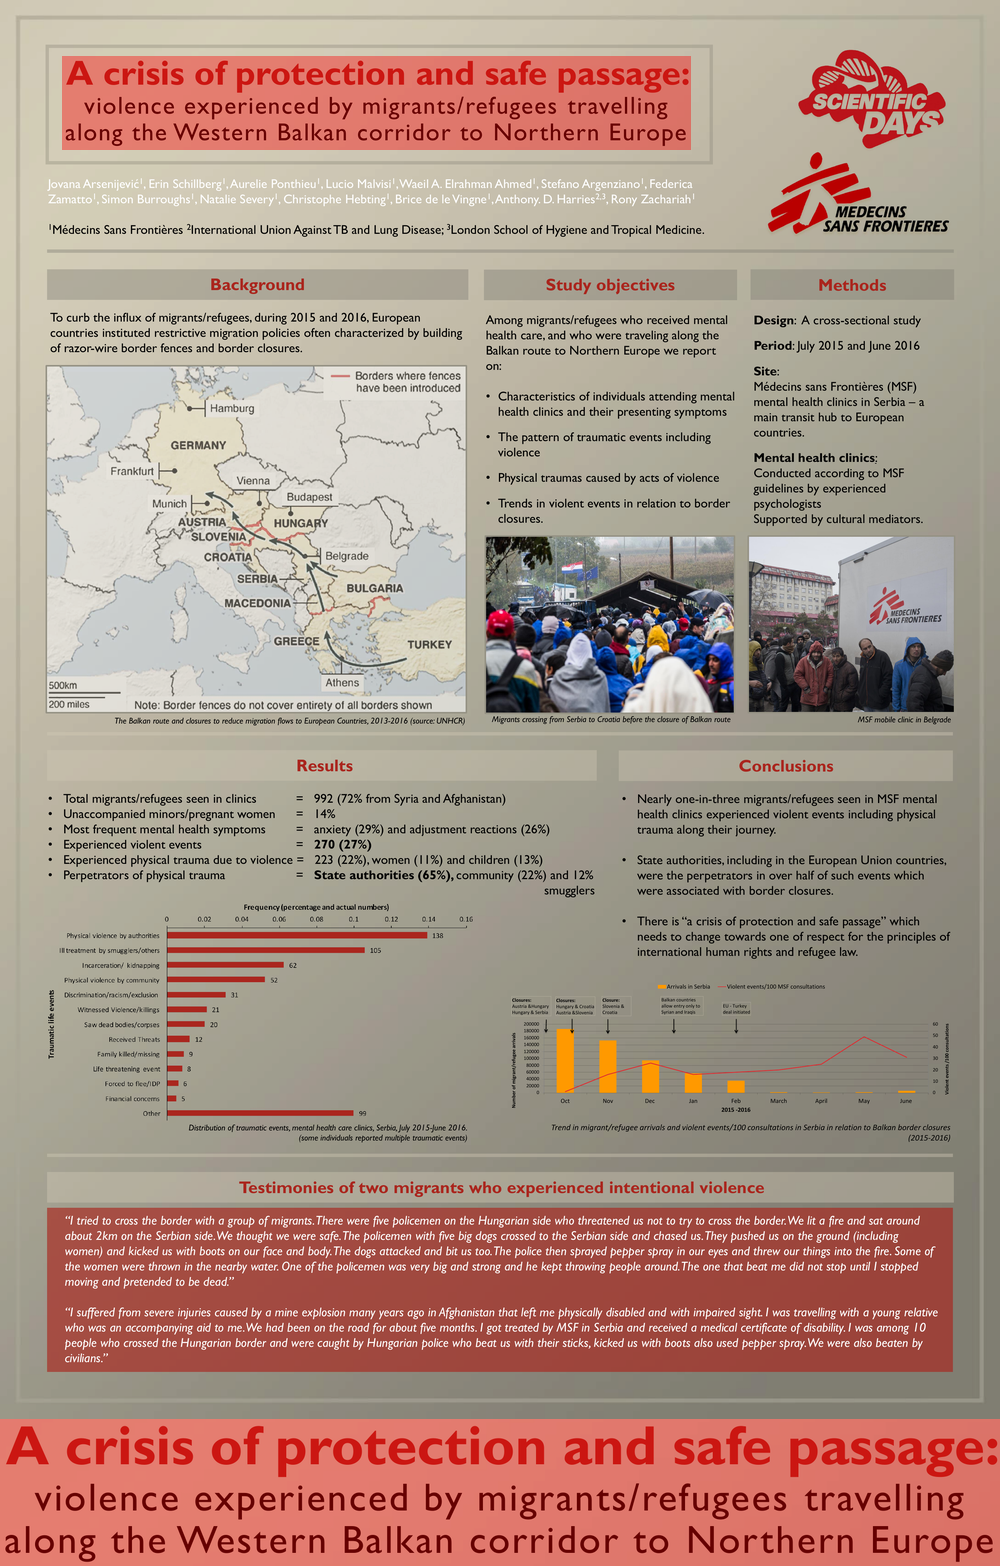 A crisis of protection and safe passage:
violence experienced by migrants/refugees travelling
along the Western Balkan corridor to Northern Europe
SCIENTIFIC
DAYS
MEDECINS
SANS FRONTIERES
Jovana Arsenijević¹, Erin Schillberg¹, Aurelie Ponthieu¹, Lucio Malvisi¹, Waeil A. Elrahman Ahmed¹, Stefano Argenziano¹, Federica
Zamatto¹, Simon Burroughs¹, Natalie Severy¹, Christophe Hebting¹, Brice de le Vingne¹, Anthony. D. Harries²,³, Rony Zachariah¹
¹Médecins Sans Frontières ²International Union Against TB and Lung Disease; ³London School of Hygiene and Tropical Medicine.
Background
To curb the influx of migrants/refugees, during 2015 and 2016, European
countries instituted restrictive migration policies often characterized by building
of razor-wire border fences and border closures.
Borders where fences
have been introduced
Hamburg
GERMANY
Frankfurt
Vienna
Munich
Budapest
AUSTRIA
HUNGARY
SLOVENIA
CROATIA
Belgrade
SERBIA
BULGARIA
MACEDONIA
GREECE
TURKEY
Athens
500km
200 miles
Note: Border fences do not cover entirety of all borders shown
The Balkan route and closures to reduce migration flows to European Countries, 2013-2016 (source: UNHCR)
Study objectives
Among migrants/refugees who received mental
health care, and who were traveling along the
Balkan route to Northern Europe we report
on:
• Characteristics of individuals attending mental
health clinics and their presenting symptoms
• The pattern of traumatic events including
violence
• Physical traumas caused by acts of violence
• Trends in violent events in relation to border
closures.
Migrants crossing from Serbia to Croatia before the closure of Balkan route
Methods
Design: A cross-sectional study
Period: July 2015 and June 2016
Site:
Médecins sans Frontières (MSF)
mental health clinics in Serbia – a
main transit hub to European
countries.
Mental health clinics;
Conducted according to MSF
guidelines by experienced
psychologists
Supported by cultural mediators.
MEDECINS
SANS FRONTIERES
MSF mobile clinic in Belgrade
Results
• Total migrants/refugees seen in clinics = 992 (72% from Syria and Afghanistan)
• Unaccompanied minors/pregnant women = 14%
• Most frequent mental health symptoms = anxiety (29%) and adjustment reactions (26%)
• Experienced violent events = 270 (27%)
• Experienced physical trauma due to violence = 223 (22%), women (11%) and children (13%)
• Perpetrators of physical trauma = State authorities (65%), community (22%) and 12%
smugglers
Frequency (percentage and actual numbers)
0 0.02 0.04 0.06 0.08 0.1 0.12 0.14 0.16
Traumatic life events
Physical violence by authorities 138
Ill treatment by smugglers/others 105
Incarceration/ kidnapping 62
Physical violence by community 52
Discrimination/racism/exclusion 31
Witnessed Violence/killings 21
Saw dead bodies/corpses 20
Received Threats 12
Family killed/missing 9
Life threatening event 8
Forced to flee/IDP 6
Financial concerns 5
Other 99
Distribution of traumatic events, mental health care clinics, Serbia, July 2015-June 2016.
(some individuals reported multiple traumatic events)
Conclusions
• Nearly one-in-three migrants/refugees seen in MSF mental
health clinics experienced violent events including physical
trauma along their journey.
• State authorities, including in the European Union countries,
were the perpetrators in over half of such events which
were associated with border closures.
• There is “a crisis of protection and safe passage” which
needs to change towards one of respect for the principles of
international human rights and refugee law.
Arrivals in Serbia Violent events/100 MSF consultations
Closures:
Austria &Hungary
Hungary & Serbia
Closures:
Hungary & Croatia
Austria &Slovenia
Closure:
Slovenia &
Croatia
Balkan countries
allow entry only to
Syrian and Iraqis
EU - Turkey
deal initiated
Number of migrant/refugee arrivals
200000
180000
160000
140000
120000
100000
80000
60000
40000
20000
0
60
50
40
30
20
10
0
Violent events /100 consultations
Oct Nov Dec Jan Feb March April May June
2015 -2016
Trend in migrant/refugee arrivals and violent events/100 consultations in Serbia in relation to Balkan border closures
(2015-2016)
Testimonies of two migrants who experienced intentional violence
“I tried to cross the border with a group of migrants. There were five policemen on the Hungarian side who threatened us not to try to cross the border. We lit a fire and sat around
about 2km on the Serbian side. We thought we were safe. The policemen with five big dogs crossed to the Serbian side and chased us. They pushed us on the ground (including
women) and kicked us with boots on our face and body. The dogs attacked and bit us too. The police then sprayed pepper spray in our eyes and threw our things into the fire. Some of
the women were thrown in the nearby water. One of the policemen was very big and strong and he kept throwing people around. The one that beat me did not stop until I stopped
moving and pretended to be dead.”
“I suffered from severe injuries caused by a mine explosion many years ago in Afghanistan that left me physically disabled and with impaired sight. I was travelling with a young relative
who was an accompanying aid to me. We had been on the road for about five months. I got treated by MSF in Serbia and received a medical certificate of disability. I was among 10
people who crossed the Hungarian border and were caught by Hungarian police who beat us with their sticks, kicked us with boots also used pepper spray. We were also beaten by
civilians.”
A crisis of protection and safe passage:
violence experienced by migrants/refugees travelling
along the Western Balkan corridor to Northern Europe